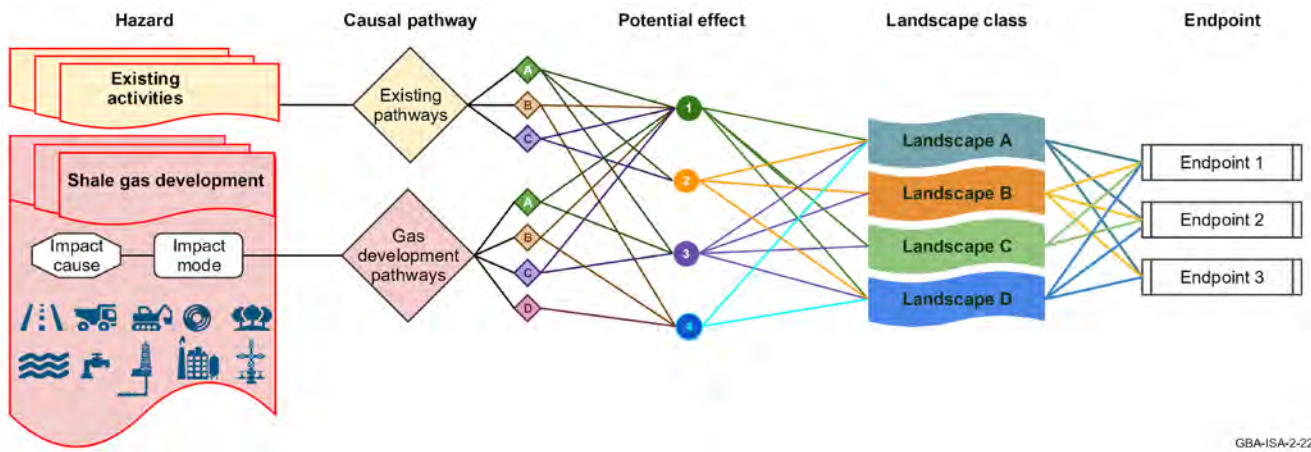 Hazard
Causal pathway
Potential effect
Landscape class
Endpoint
Existing
activities
Existing
pathways
A
B
C
1
2
3
4
Landscape A
Landscape B
Landscape C
Landscape D
Endpoint 1
Endpoint 2
Endpoint 3
Shale gas development
Impact
cause
Impact
mode
Gas
development
pathways
A
B
C
D
GBA-ISA-2-22